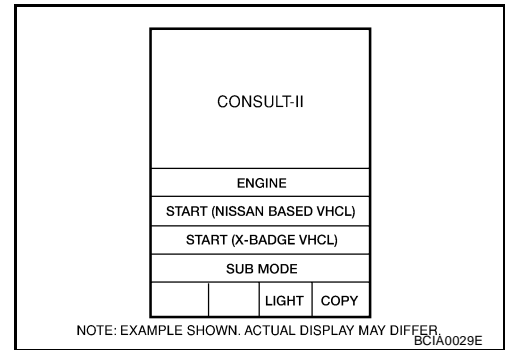 CONSULT-II
ENGINE
START (NISSAN BASED VHCL)
START (X-BADGE VHCL)
SUB MODE
LIGHT COPY
NOTE: EXAMPLE SHOWN. ACTUAL DISPLAY MAY DIFFER.
BCIA0029E